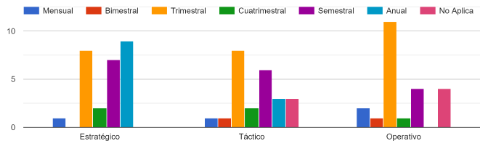 Mensual Bimestral Trimestral Cuatrimestral Semestral Anual No Aplica
10
5
0
Estratégico Táctico Operativo